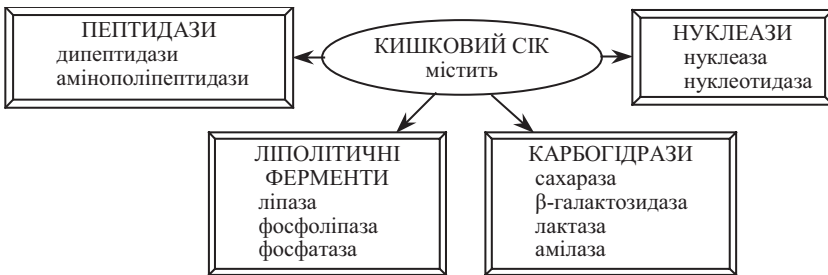 ПЕПТИДАЗИ
дипептидази
амінополіпептидази
КИШКОВИЙ СІК
містить
НУКЛЕАЗИ
нуклеаза
нуклеотидаза
ЛІПОЛІТИЧНІ
ФЕРМЕНТИ
ліпаза
фосфоліпаза
фосфатаза
КАРБОГІДРАЗИ
сахараза
β-галактозидаза
лактаза
амілаза